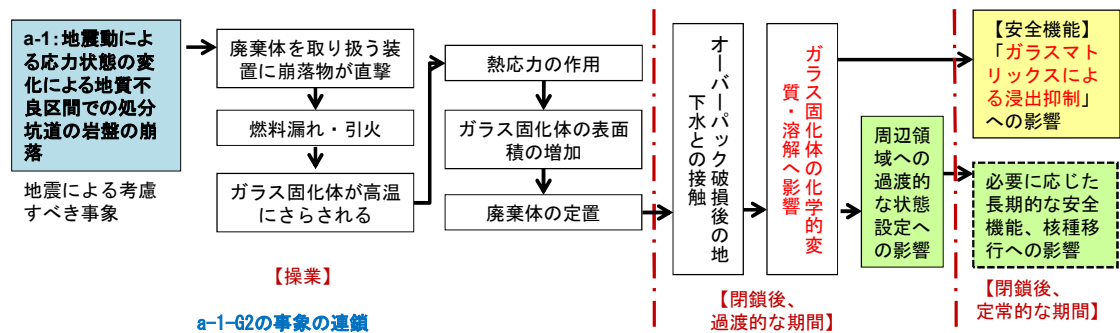 a-1:地震動によ
る応力状態の変
化による地質不
良区間での処分
坑道の岩盤の崩
落
地震による考慮
すべき事象
廃棄体を取り扱う装
置に崩落物が直撃
燃料漏れ・引火
ガラス固化体が高温
にさらされる
【操業】
a-1-G2の事象の連鎖
熱応力の作用
ガラス固化体の表面
積の増加
廃棄体の定置
オーバーパック破損後の地
下水との接触
ガラス固化体の化学的変
質・溶解へ影響
【閉鎖後、
過渡的な期間】
周辺領
域への
過渡的
な状態
設定へ
の影響
【安全機能】
「ガラスマト
リックスによ
る浸出抑制」
への影響
必要に応じた
長期的な安全
機能、核種移
行への影響
【閉鎖後、
定常的な期間】